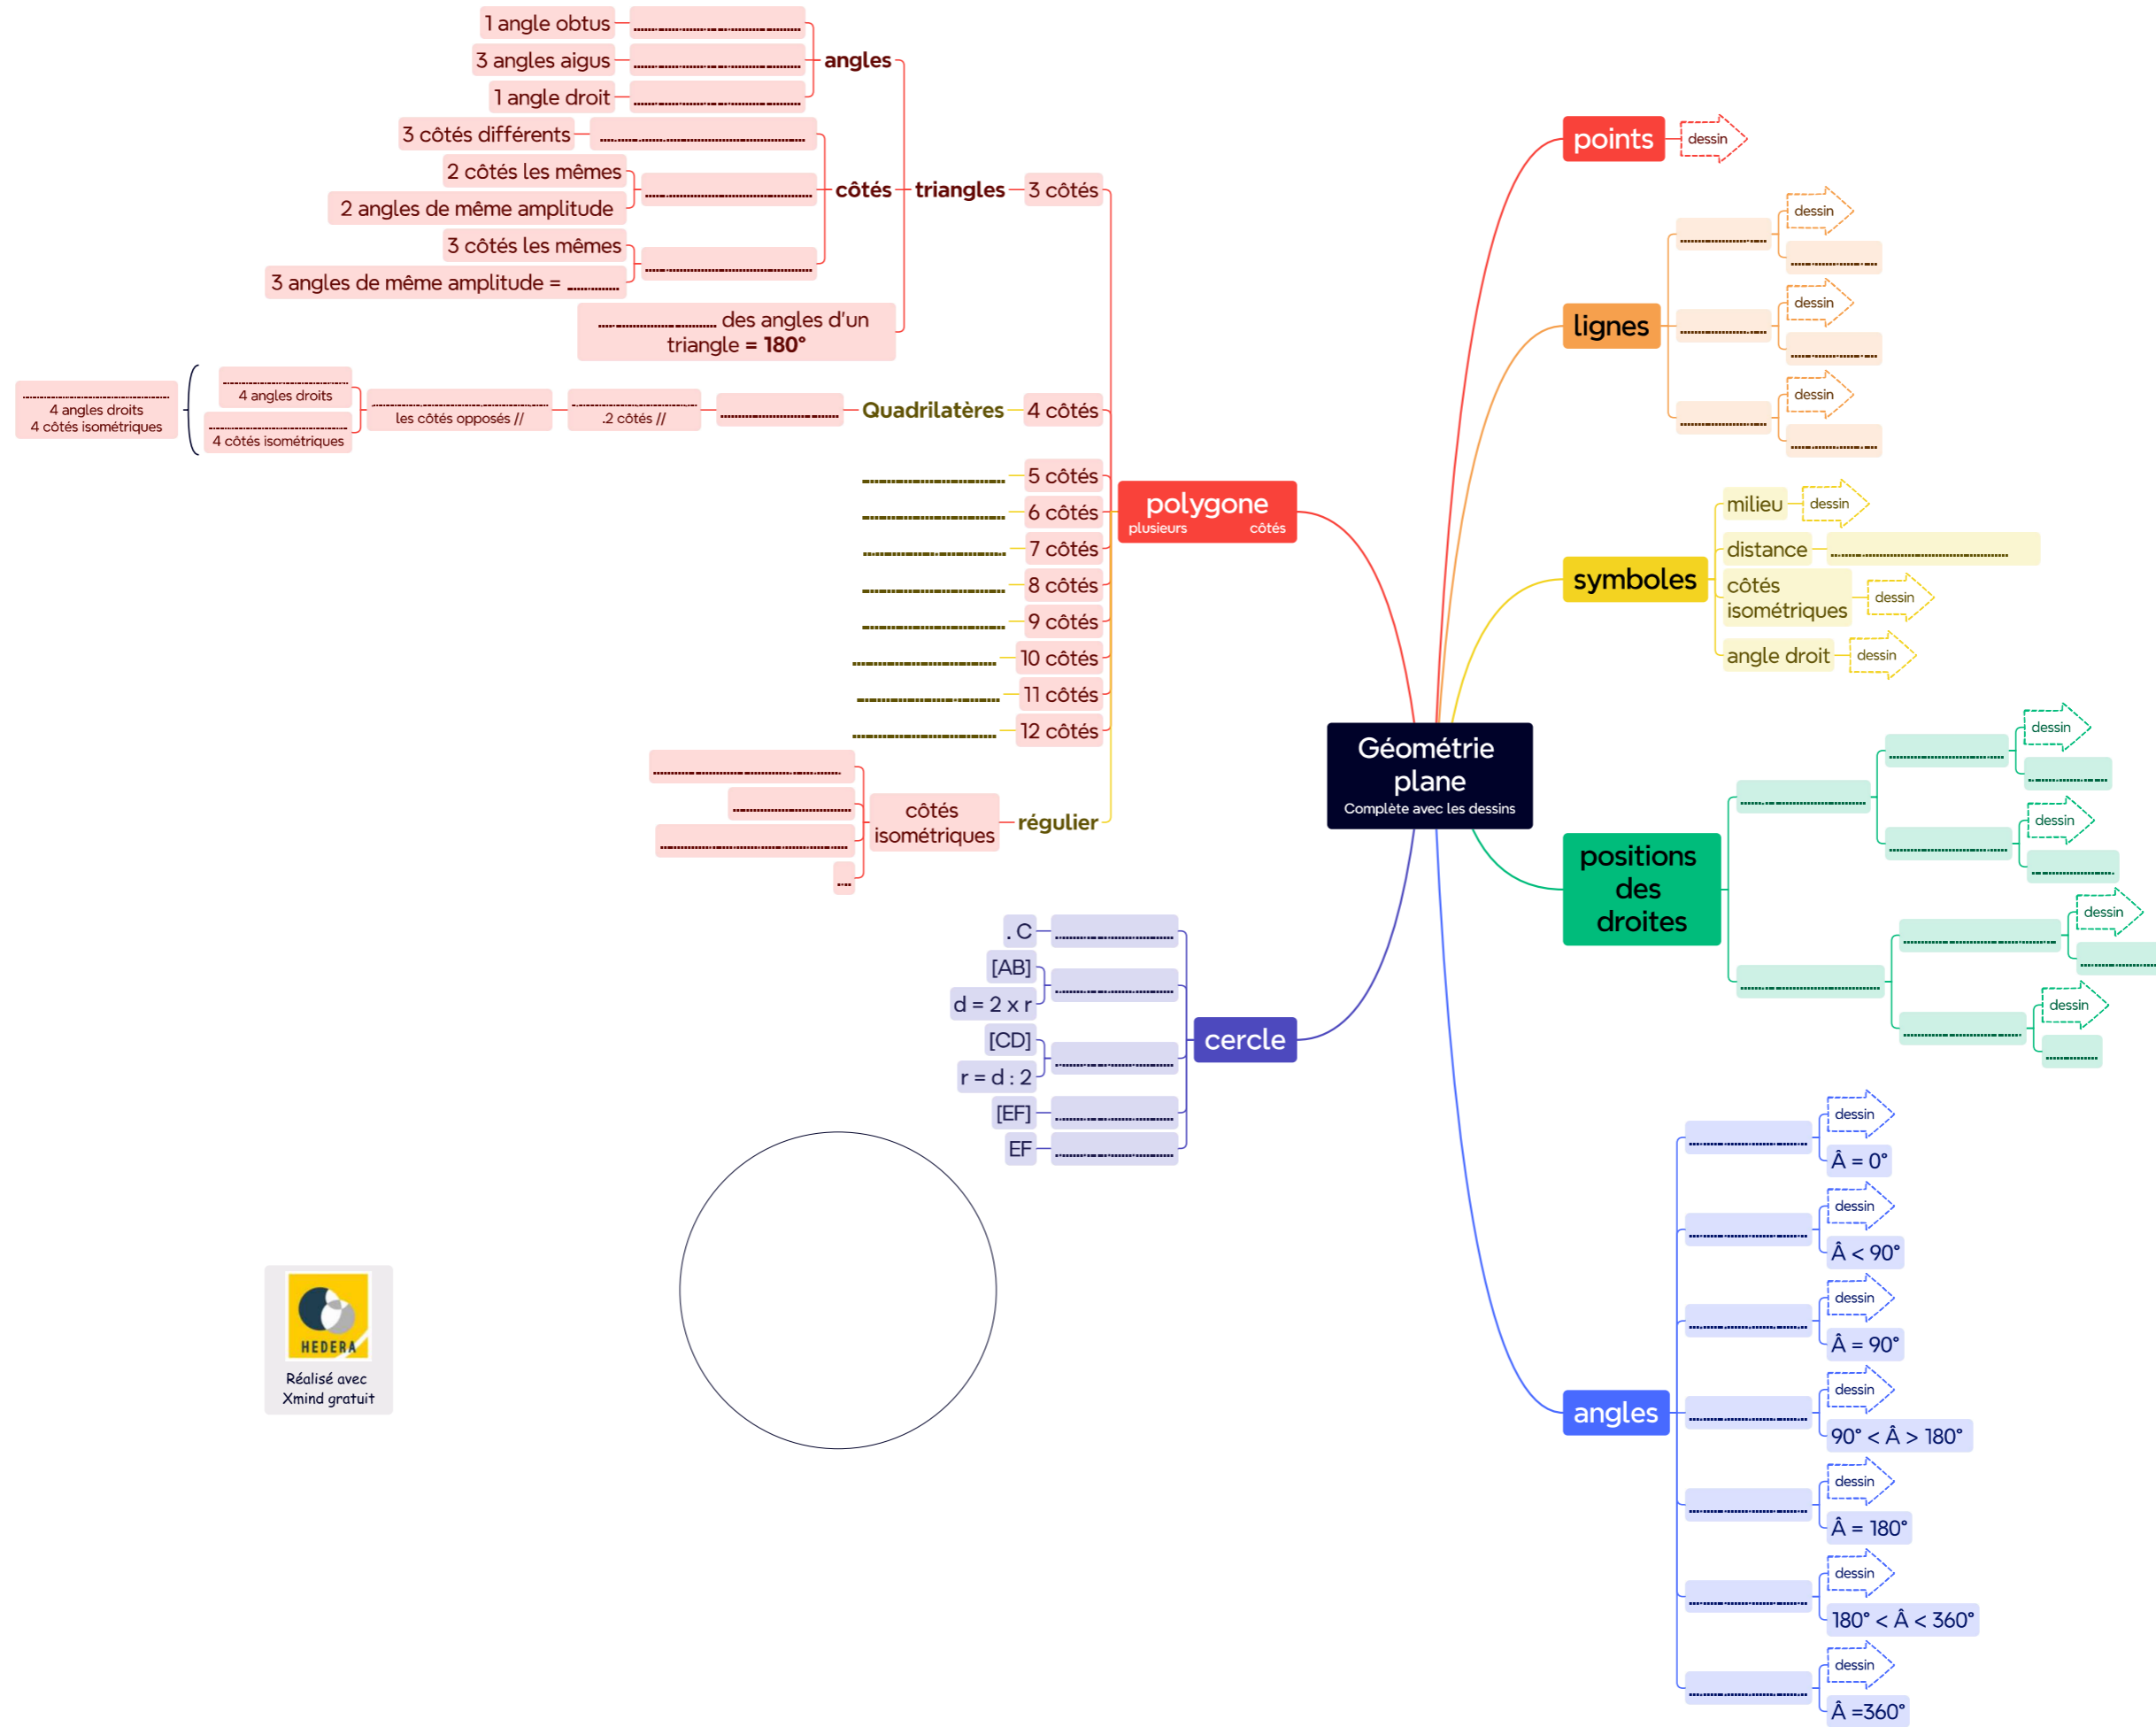 Géométrie
plane
Complète avec les dessins
points
dessin
lignes
dessin
dessin
dessin
symboles
milieu
dessin
distance
côtés
isométriques
dessin
angle droit
dessin
positions
des
droites
dessin
dessin
dessin
dessin
angles
dessin
Â = 0°
dessin
Â < 90°
dessin
Â = 90°
dessin
90° < Â > 180°
dessin
Â = 180°
dessin
180° < Â < 360°
dessin
Â =360°
polygone
plusieurs côtés
3 côtés
triangles
angles
1 angle obtus
3 angles aigus
1 angle droit
côtés
3 côtés différents
2 côtés les mêmes
2 angles de même amplitude
3 côtés les mêmes
3 angles de même amplitude =
des angles d'un
triangle = 180°
4 côtés
Quadrilatères
.2 côtés //
les côtés opposés //
4 angles droits
4 côtés isométriques
4 angles droits
4 côtés isométriques
5 côtés
6 côtés
7 côtés
8 côtés
9 côtés
10 côtés
11 côtés
12 côtés
régulier
côtés
isométriques
cercle
. C
[AB]
d = 2 x r
[CD]
r = d : 2
[EF]
EF
HEDERA
Réalisé avec
Xmind gratuit